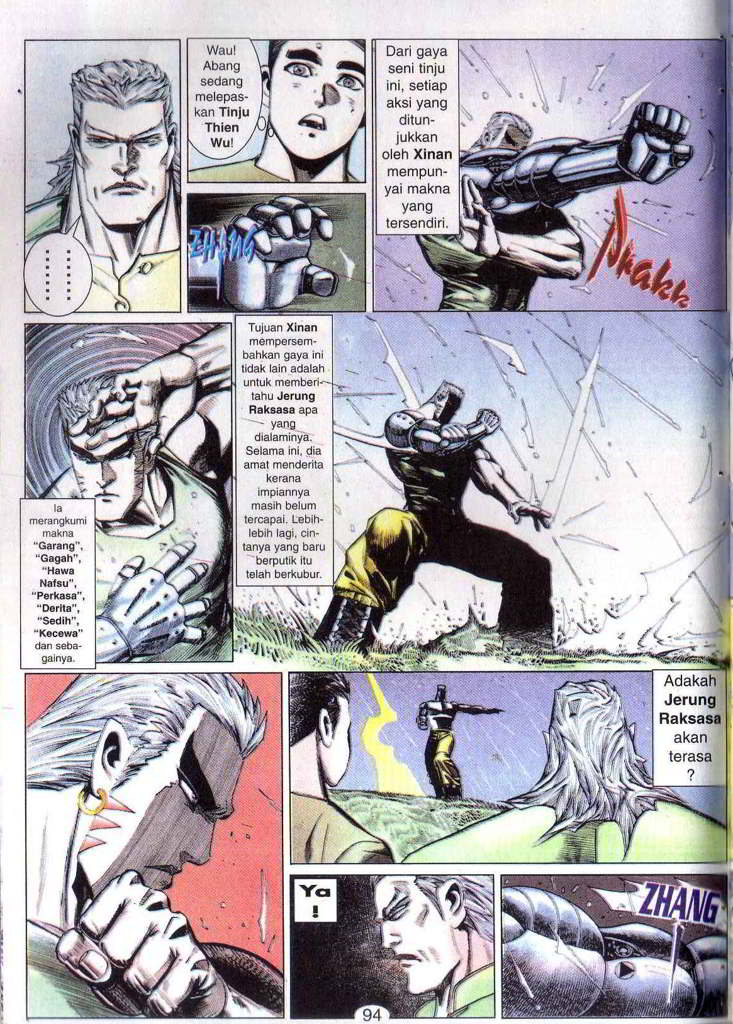 Wau!
Abang
sedang
melepas-
kan Tinju
Thien
Wu!
Dari gaya
seni tinju
ini, setiap
aksi yang
ditun-
jukkan
oleh Xinan
mempun-
yai makna
yang
tersendiri.
ZHANG
Prakkk
Tujuan Xinan
mempersem-
bahkan gaya ini
tidak lain adalah
untuk memberi-
tahu Jerung
Raksasa apa
yang
dialaminya.
Selama ini, dia
amat menderita
kerana
impiannya
masih belum
tercapai. Lebih-
lebih lagi, cin-
tanya yang baru
berputik itu
telah berkubur.
Ia
merangkumi
makna
“Garang”,
“Gagah”,
“Hawa
Nafsu”,
“Perkasa”,
“Derita”,
“Sedih”,
“Kecewa”
dan seba-
gainya.
Adakah
Jerung
Raksasa
akan
terasa
?
Ya
!
ZHANG
94